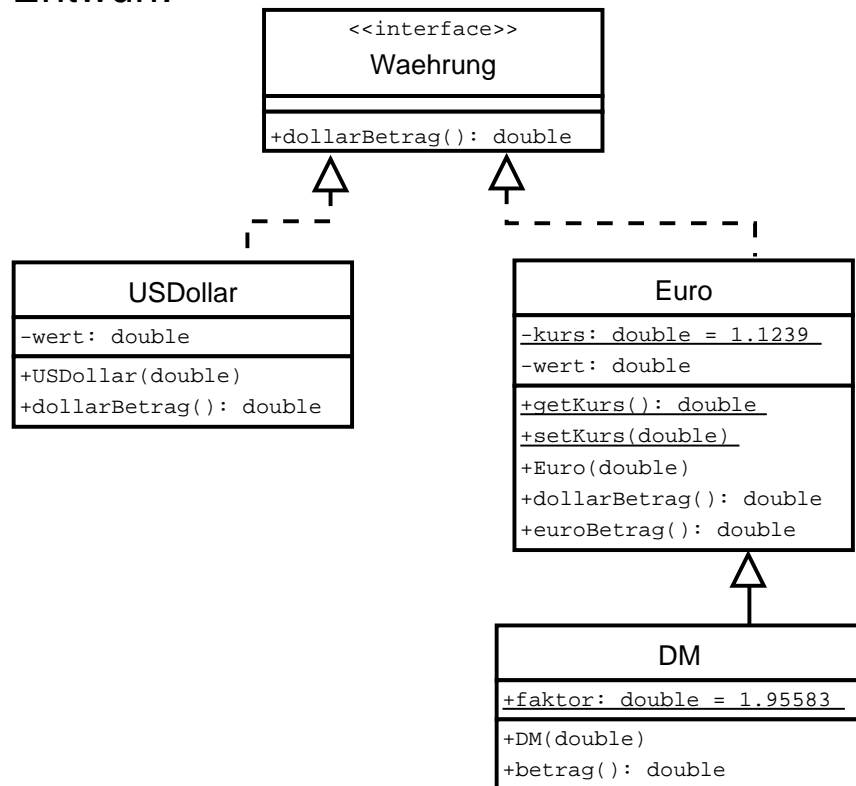 <<interface>>
Waehrung
+dollarBetrag(): double
USDollar
-wert: double
+USDollar(double)
+dollarBetrag(): double
Euro
-kurs: double = 1.1239
-wert: double
+getKurs(): double
+setKurs(double)
+Euro(double)
+dollarBetrag(): double
+euroBetrag(): double
DM
+faktor: double = 1.95583
+DM(double)
+betrag(): double